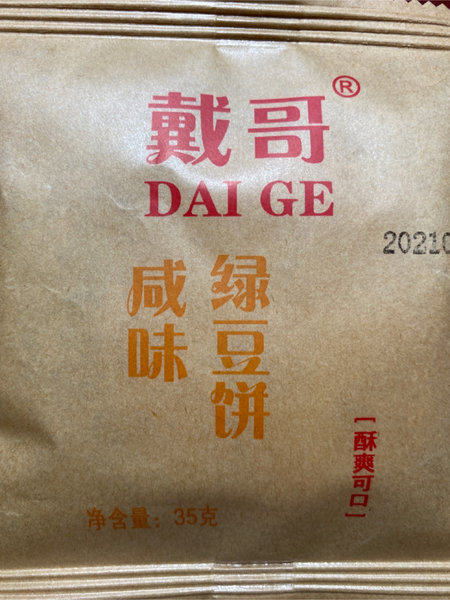 戴哥®
DAI GE
20210
绿豆饼
咸味
【酥爽可口】
净含量：35克